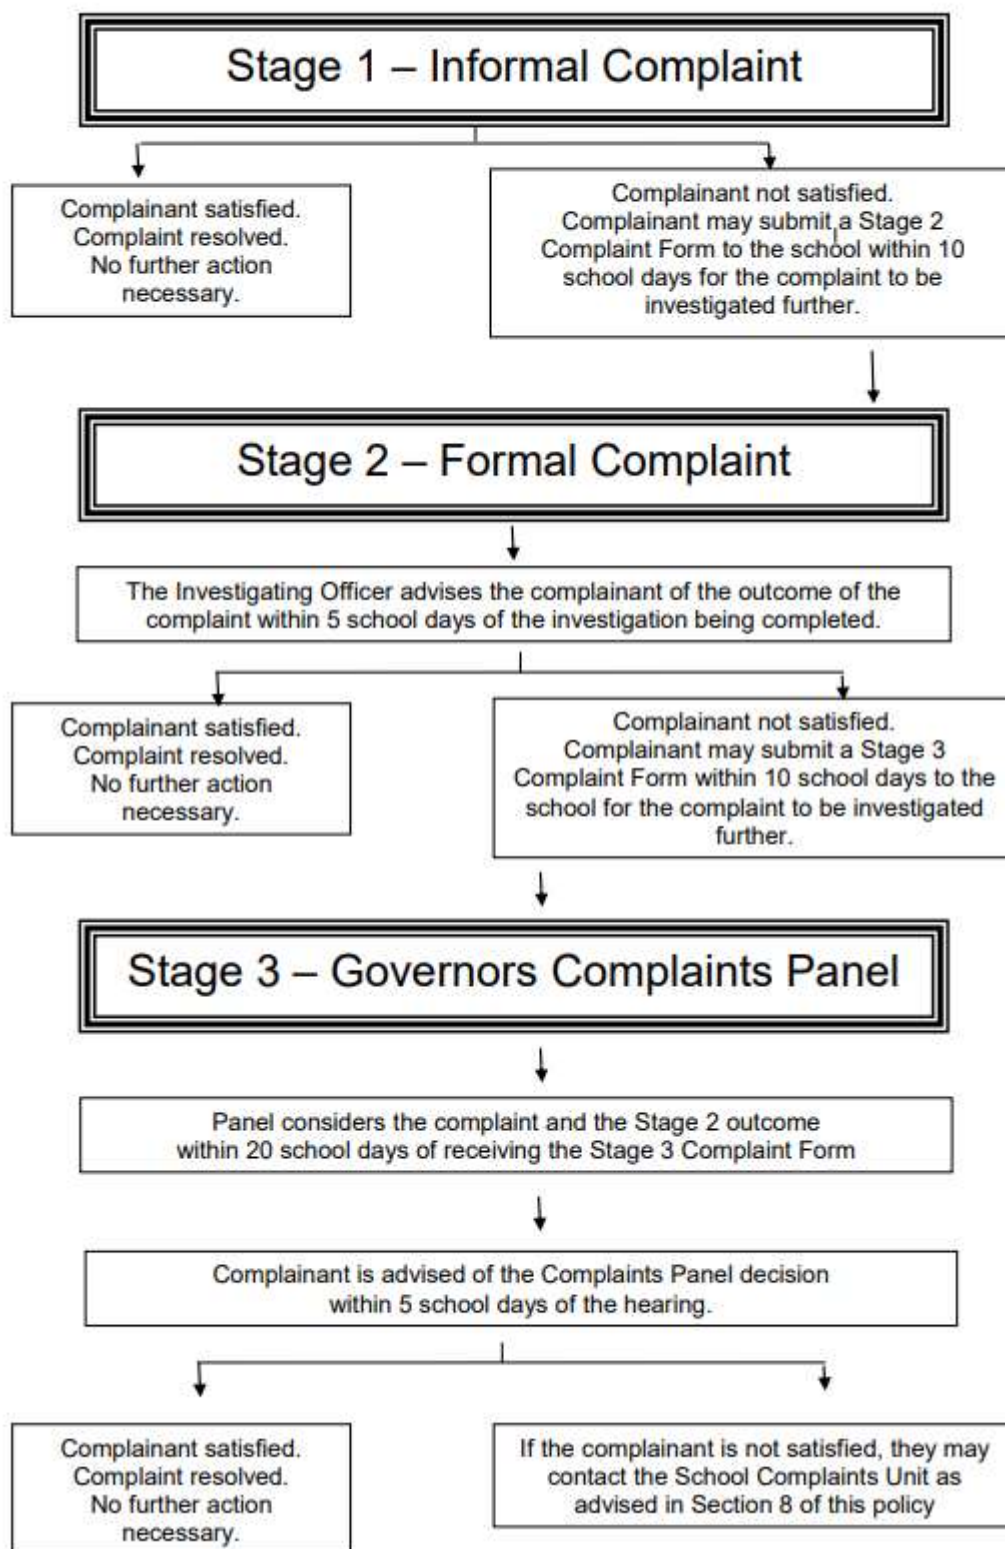 Stage 1 – Informal Complaint
Complainant satisfied.
Complaint resolved.
No further action
necessary.
Complainant not satisfied.
Complainant may submit a Stage 2
Complaint Form to the school within 10
school days for the complaint to be
investigated further.
Stage 2 – Formal Complaint
The Investigating Officer advises the complainant of the outcome of the
complaint within 5 school days of the investigation being completed.
Complainant satisfied.
Complaint resolved.
No further action
necessary.
Complainant not satisfied.
Complainant may submit a Stage 3
Complaint Form within 10 school days to the
school for the complaint to be investigated
further.
Stage 3 – Governors Complaints Panel
Panel considers the complaint and the Stage 2 outcome
within 20 school days of receiving the Stage 3 Complaint Form
Complainant is advised of the Complaints Panel decision
within 5 school days of the hearing.
Complainant satisfied.
Complaint resolved.
No further action
necessary.
If the complainant is not satisfied, they may
contact the School Complaints Unit as
advised in Section 8 of this policy